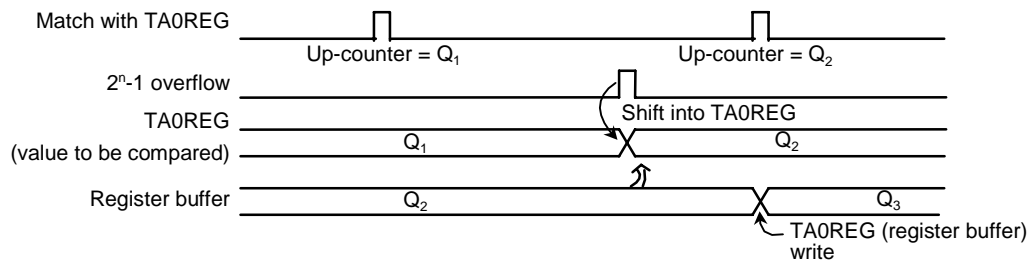 Match with TA0REG
Up-counter = Q1
Up-counter = Q2
2ⁿ-1 overflow
Shift into TA0REG
TA0REG
(value to be compared)
Q1
Q2
Register buffer
Q2
Q3
TA0REG (register buffer)
write